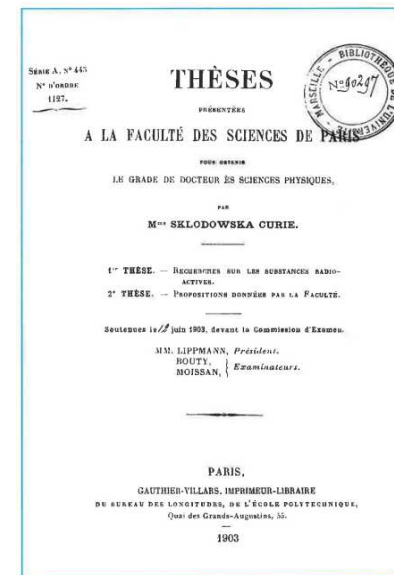 SÉRIE A, N° 445
N° D'ORDRE
1127.
THÈSES
PRÉSENTÉES
A LA FACULTÉ DES SCIENCES DE PARIS
POUR OBTENIR
LE GRADE DE DOCTEUR ÈS SCIENCES PHYSIQUES,
PAR
Mme SKLODOWSKA CURIE.
1re THÈSE. — RECHERCHES SUR LES SUBSTANCES RADIO-
ACTIVES.
2e THÈSE. — PROPOSITIONS DONNÉES PAR LA FACULTÉ.
Soutenues le 12 juin 1903, devant la Commission d'Examen.
MM. LIPPMANN, Président.
BOUTY,
MOISSAN,
Examinateurs.
PARIS,
GAUTHIER-VILLARS, IMPRIMEUR-LIBRAIRE
DU BUREAU DES LONGITUDES, DE L'ÉCOLE POLYTECHNIQUE,
Quai des Grands-Augustins, 55.
1903
BIBLIOTHÈQUE DE L'UNIVERSITÉ - MARSEILLE -
N° 90297